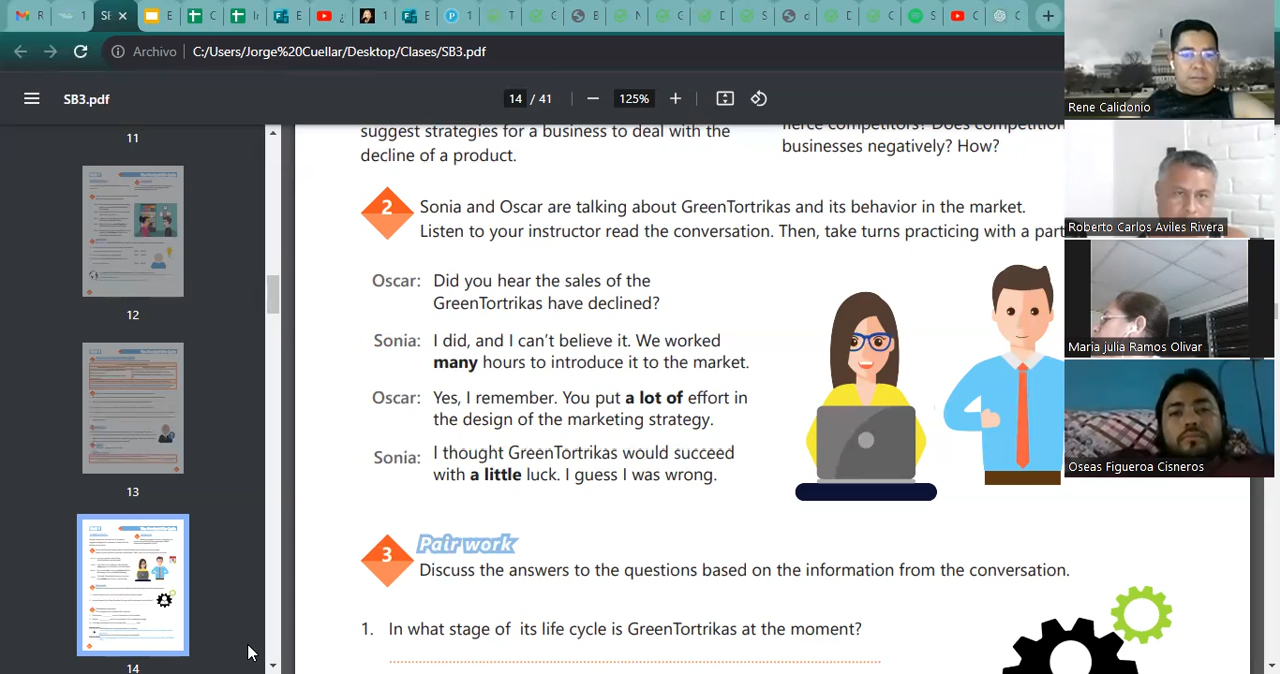 Archivo
C:/Users/Jorge%20Cuellar/Desktop/Clases/SB3.pdf
SB3.pdf
14 / 41
125%
11
12
13
14
suggest strategies for a business to deal with the
decline of a product.
fierce competitors? Does competition
businesses negatively? How?
2
Sonia and Oscar are talking about GreenTortrikas and its behavior in the market.
Listen to your instructor read the conversation. Then, take turns practicing with a part
Oscar: Did you hear the sales of the
GreenTortrikas have declined?
Sonia: I did, and I can't believe it. We worked
many hours to introduce it to the market.
Oscar: Yes, I remember. You put a lot of effort in
the design of the marketing strategy.
Sonia: I thought GreenTortrikas would succeed
with a little luck. I guess I was wrong.
3
Pair work
Discuss the answers to the questions based on the information from the conversation.
1. In what stage of its life cycle is GreenTortrikas at the moment?
Rene Calidonio
Roberto Carlos Aviles Rivera
Maria julia Ramos Olivar
Oseas Figueroa Cisneros